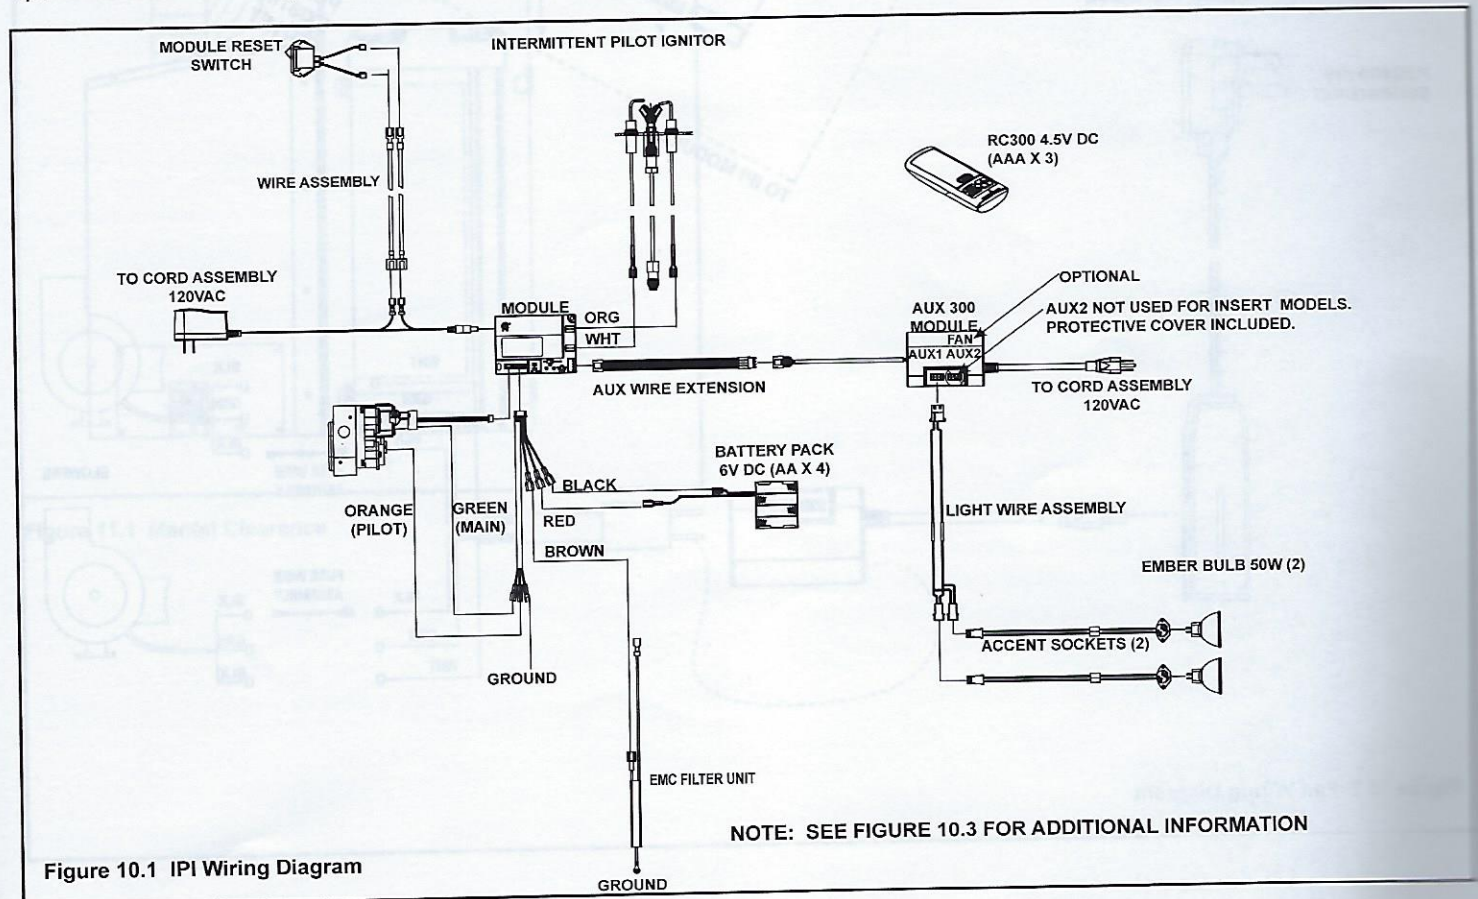 MODULE RESET
SWITCH
INTERMITTENT PILOT IGNITOR
RC300 4.5V DC
(AAA X 3)
WIRE ASSEMBLY
TO CORD ASSEMBLY
120VAC
MODULE
ORG
WHT
AUX WIRE EXTENSION
OPTIONAL
AUX 300
MODULE
FAN
AUX1 AUX2
AUX2 NOT USED FOR INSERT MODELS.
PROTECTIVE COVER INCLUDED.
TO CORD ASSEMBLY
120VAC
BATTERY PACK
6V DC (AA X 4)
BLACK
RED
BROWN
ORANGE
(PILOT)
GREEN
(MAIN)
LIGHT WIRE ASSEMBLY
EMBER BULB 50W (2)
ACCENT SOCKETS (2)
GROUND
EMC FILTER UNIT
NOTE: SEE FIGURE 10.3 FOR ADDITIONAL INFORMATION
Figure 10.1 IPI Wiring Diagram
GROUND